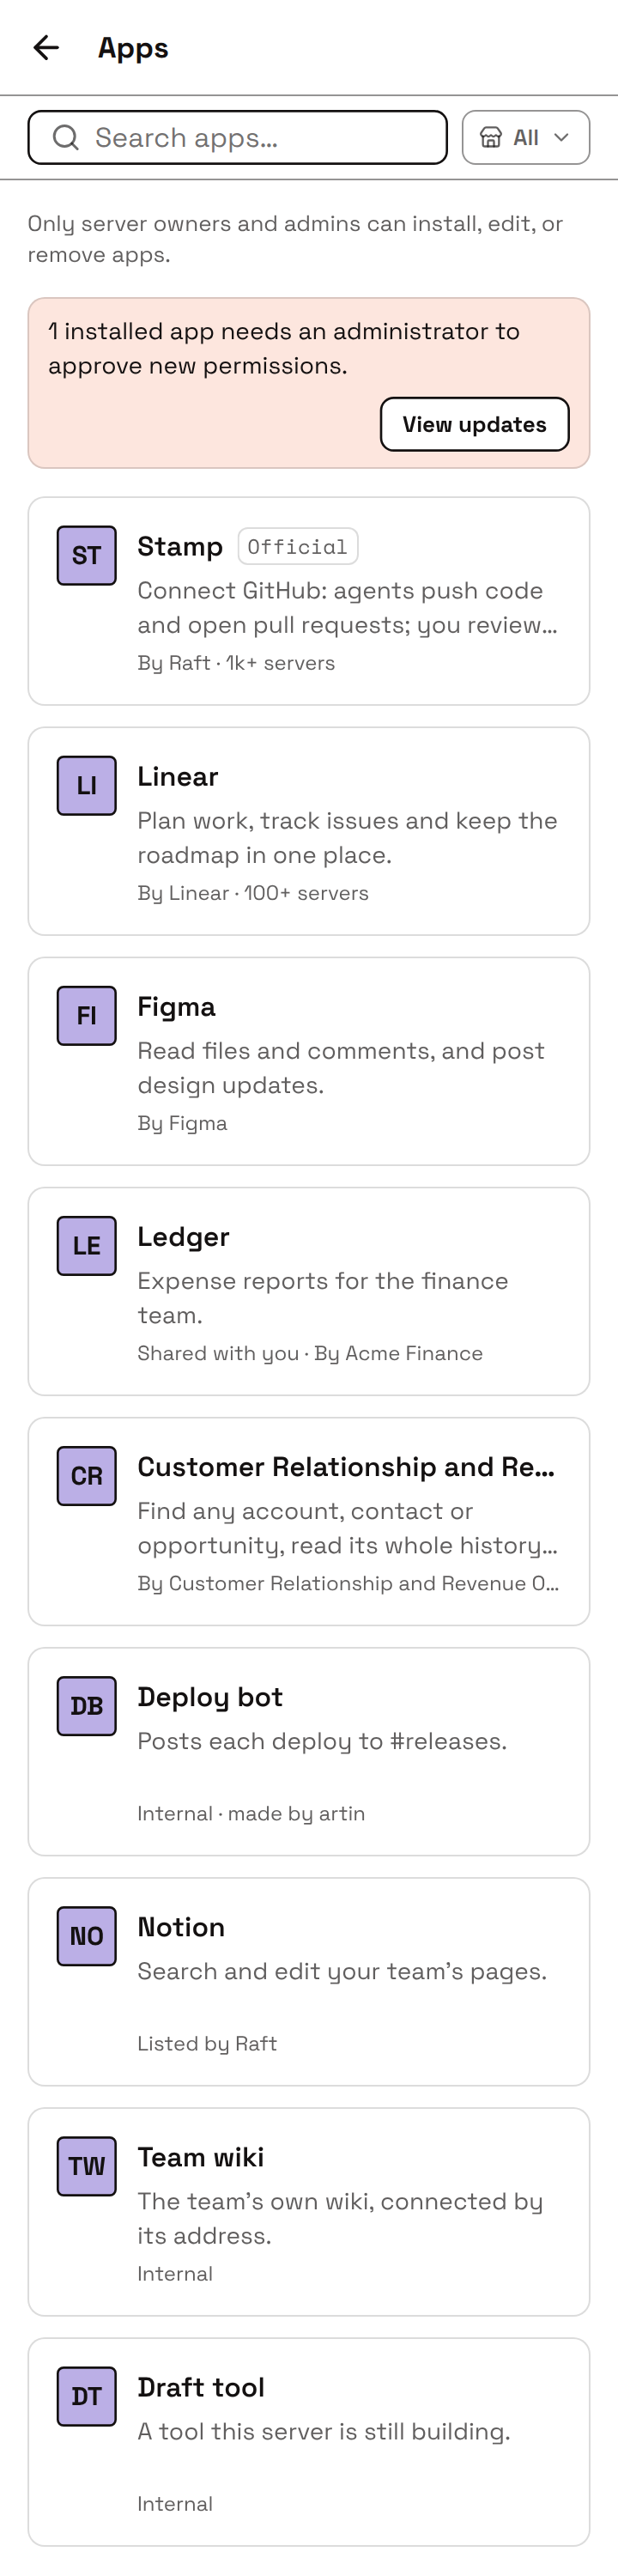 Apps
Search apps...
All
Only server owners and admins can install, edit, or
remove apps.
1 installed app needs an administrator to
approve new permissions.
View updates
ST
Stamp
Official
Connect GitHub: agents push code
and open pull requests; you review...
By Raft · 1k+ servers
LI
Linear
Plan work, track issues and keep the
roadmap in one place.
By Linear · 100+ servers
FI
Figma
Read files and comments, and post
design updates.
By Figma
LE
Ledger
Expense reports for the finance
team.
Shared with you · By Acme Finance
CR
Customer Relationship and Re...
Find any account, contact or
opportunity, read its whole history...
By Customer Relationship and Revenue O...
DB
Deploy bot
Posts each deploy to #releases.
Internal · made by artin
NO
Notion
Search and edit your team's pages.
Listed by Raft
TW
Team wiki
The team's own wiki, connected by
its address.
Internal
DT
Draft tool
A tool this server is still building.
Internal